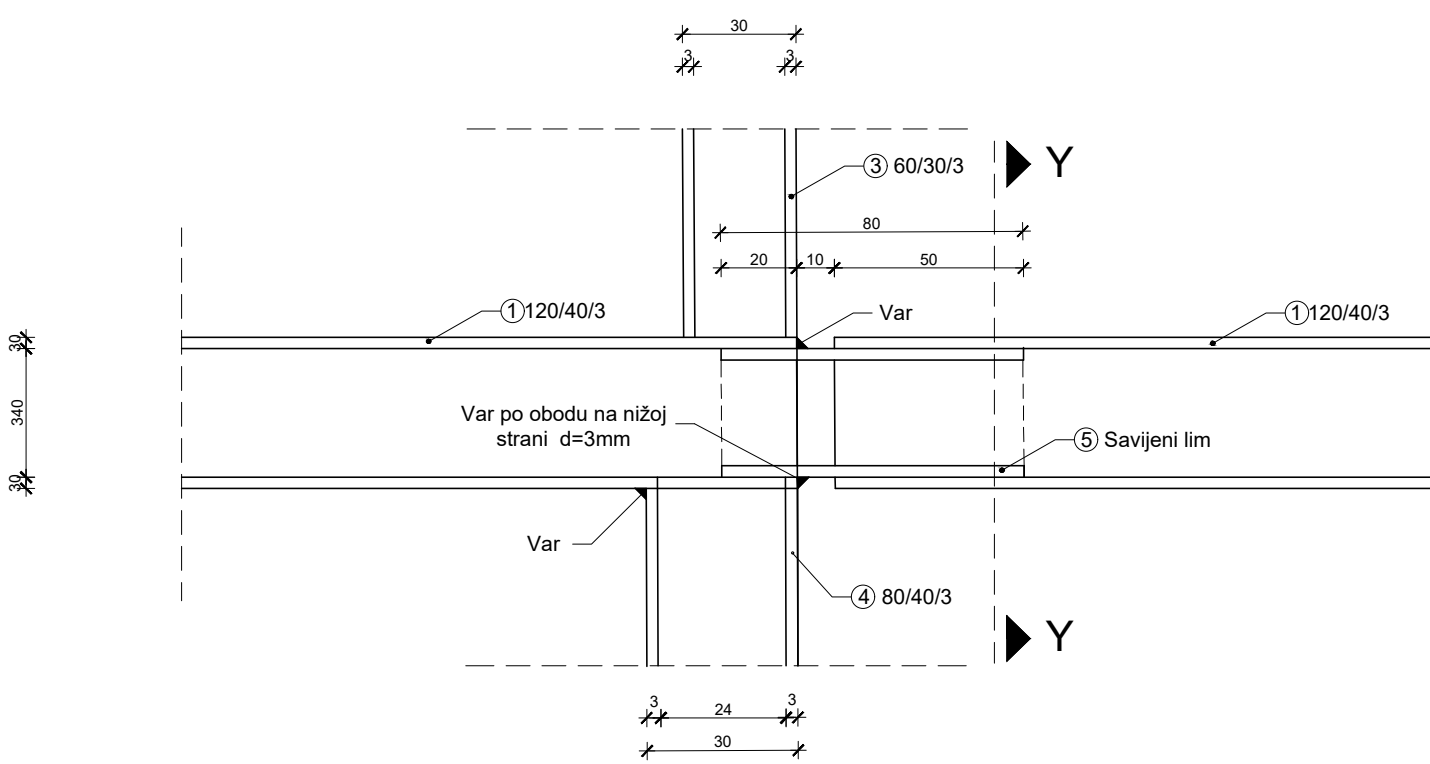 30
3
3
③ 60/30/3
Y
80
20
10
50
① 120/40/3
Var
① 120/40/3
30
340
30
Var po obodu na nižoj
strani d=3mm
⑤ Savijeni lim
Var
④ 80/40/3
Y
3
24
3
30